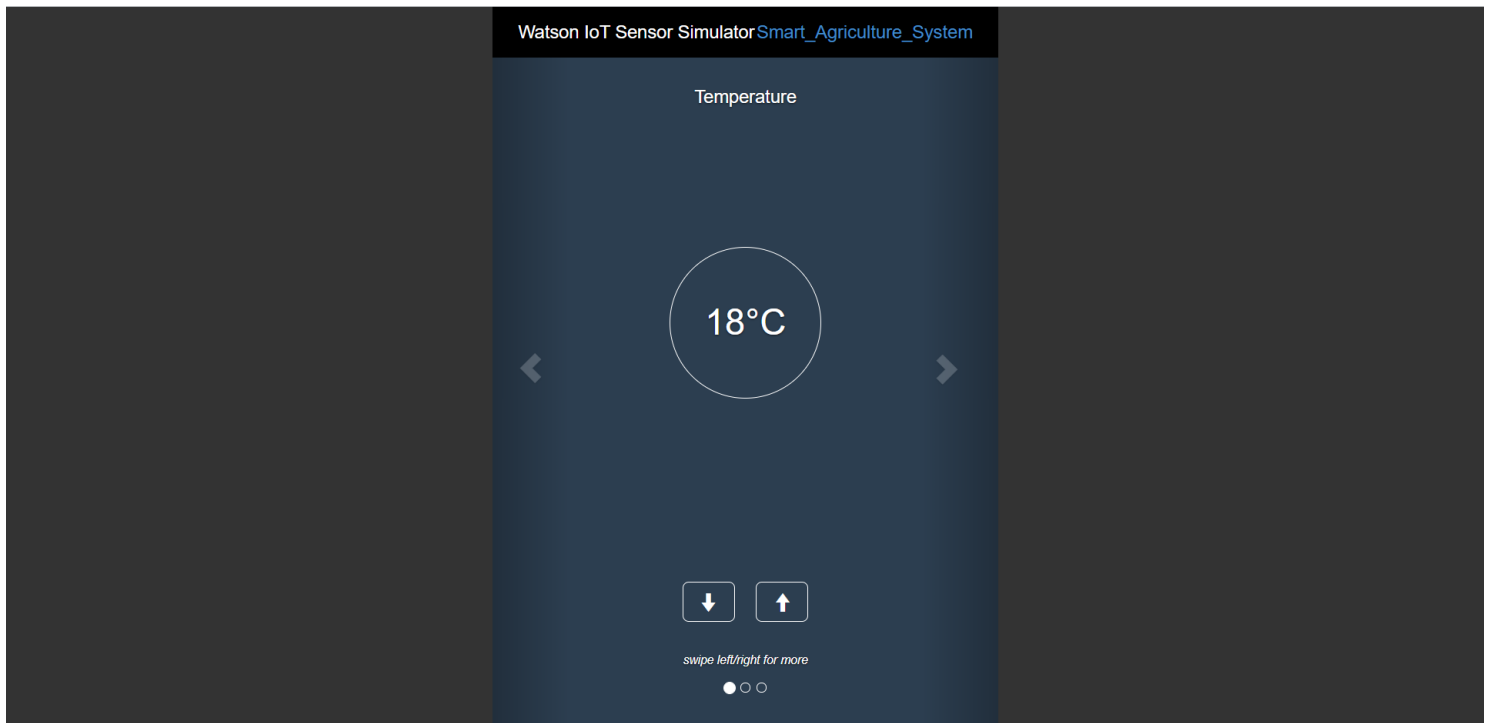 Watson IoT Sensor Simulator Smart_Agriculture_System
Temperature
18°C
swipe left/right for more